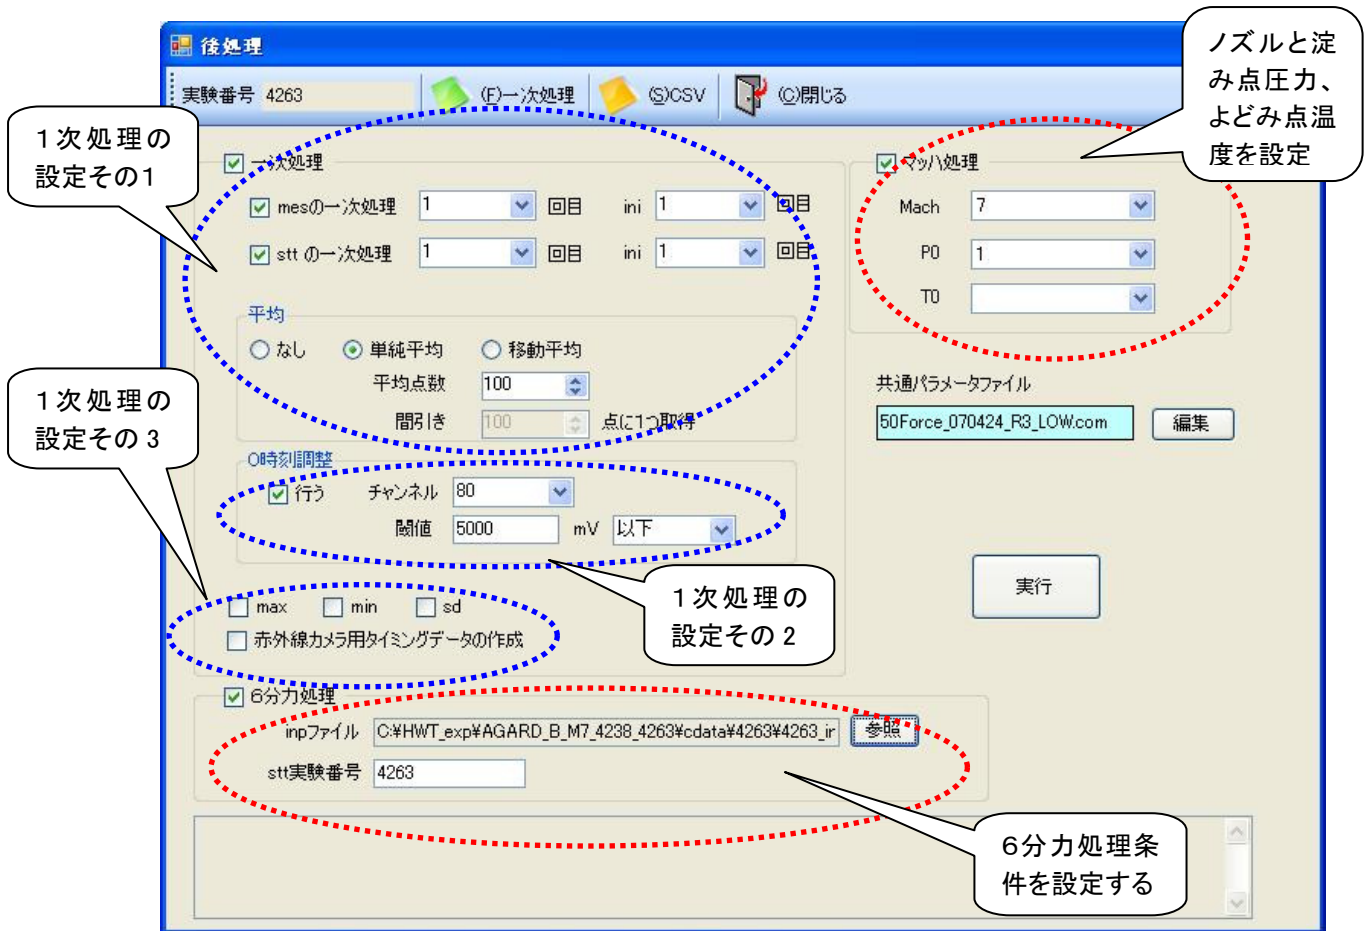 後処理
実験番号 4263 (F)一次処理 (S)CSV (C)閉じる
ノズルと淀
み点圧力、
よどみ点温
度を設定
1次処理の
設定その1
一次処理
mesの一次処理 1 回目 ini 1 回目
stt の一次処理 1 回目 ini 1 回目
平均
なし 単純平均 移動平均
平均点数 100
間引き 100 点に1つ取得
マッハ処理
Mach 7
P0 1
T0
共通パラメータファイル
50Force_070424_R3_LOW.com 編集
1次処理の
設定その3
0時刻調整
行う チャンネル 80
閾値 5000 mV 以下
1次処理の
設定その2
max min sd
赤外線カメラ用タイミングデータの作成
実行
6分力処理
inpファイル C:¥HWT_exp¥AGARD_B_M7_4238_4263¥cdata¥4263¥4263_ir 参照
stt実験番号 4263
6分力処理条
件を設定する